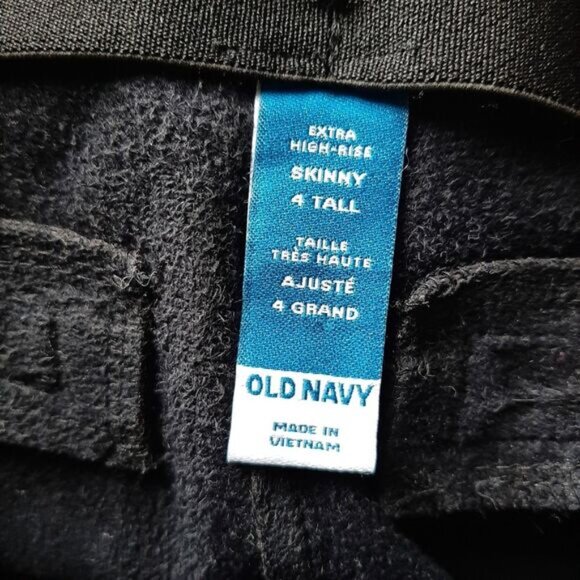 EXTRA
HIGH-RISE
SKINNY
4 TALL
TAILLE
TRÈS HAUTE
AJUSTÉ
4 GRAND
OLD NAVY
MADE IN
VIETNAM